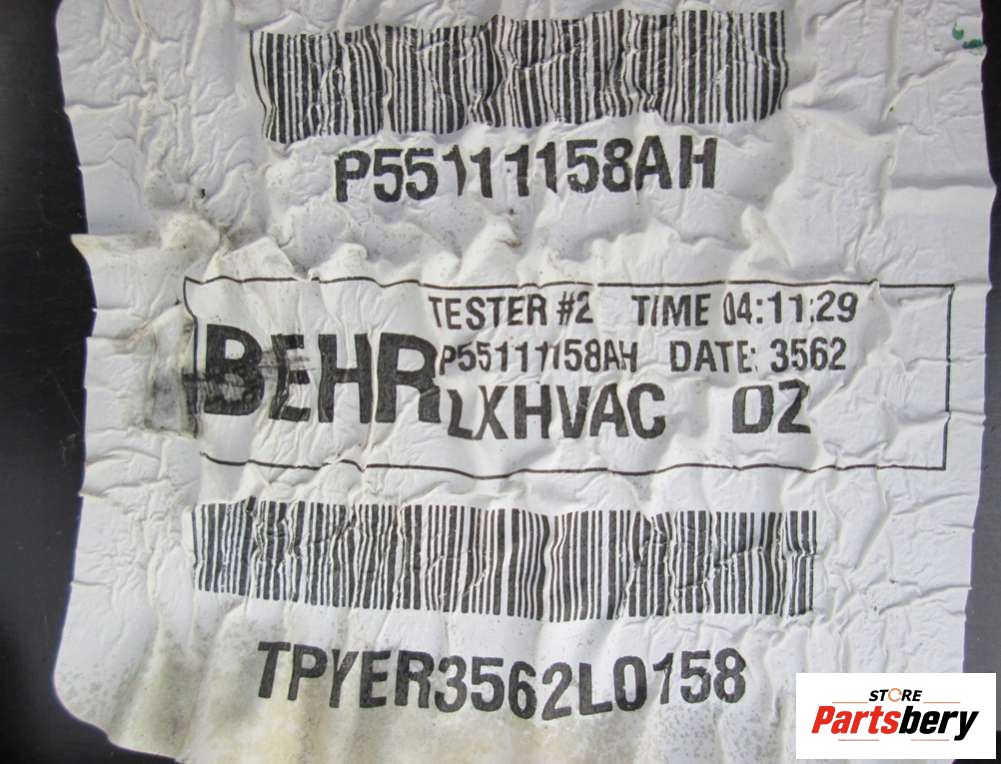 P55111158AH
TESTER #2 TIME 04:11:29
BEHR P55111158AH DATE: 3562
LXHVAC DZ
TPYER3562L0158
STORE
Partsbery